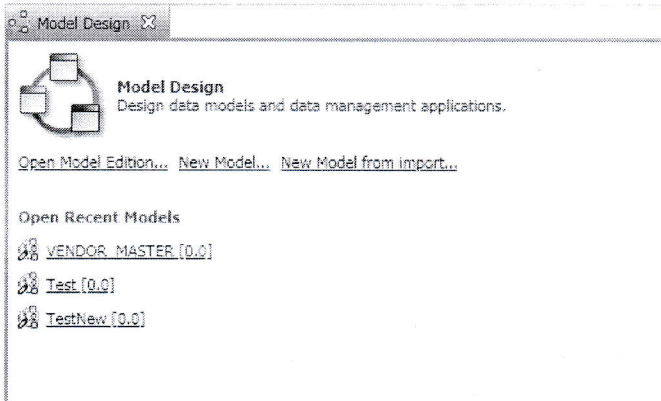 Model Design
Model Design
Design data models and data management applications.
Open Model Edition... New Model... New Model from import...
Open Recent Models
VENDOR_MASTER [0.0]
Test [0.0]
TestNew [0.0]